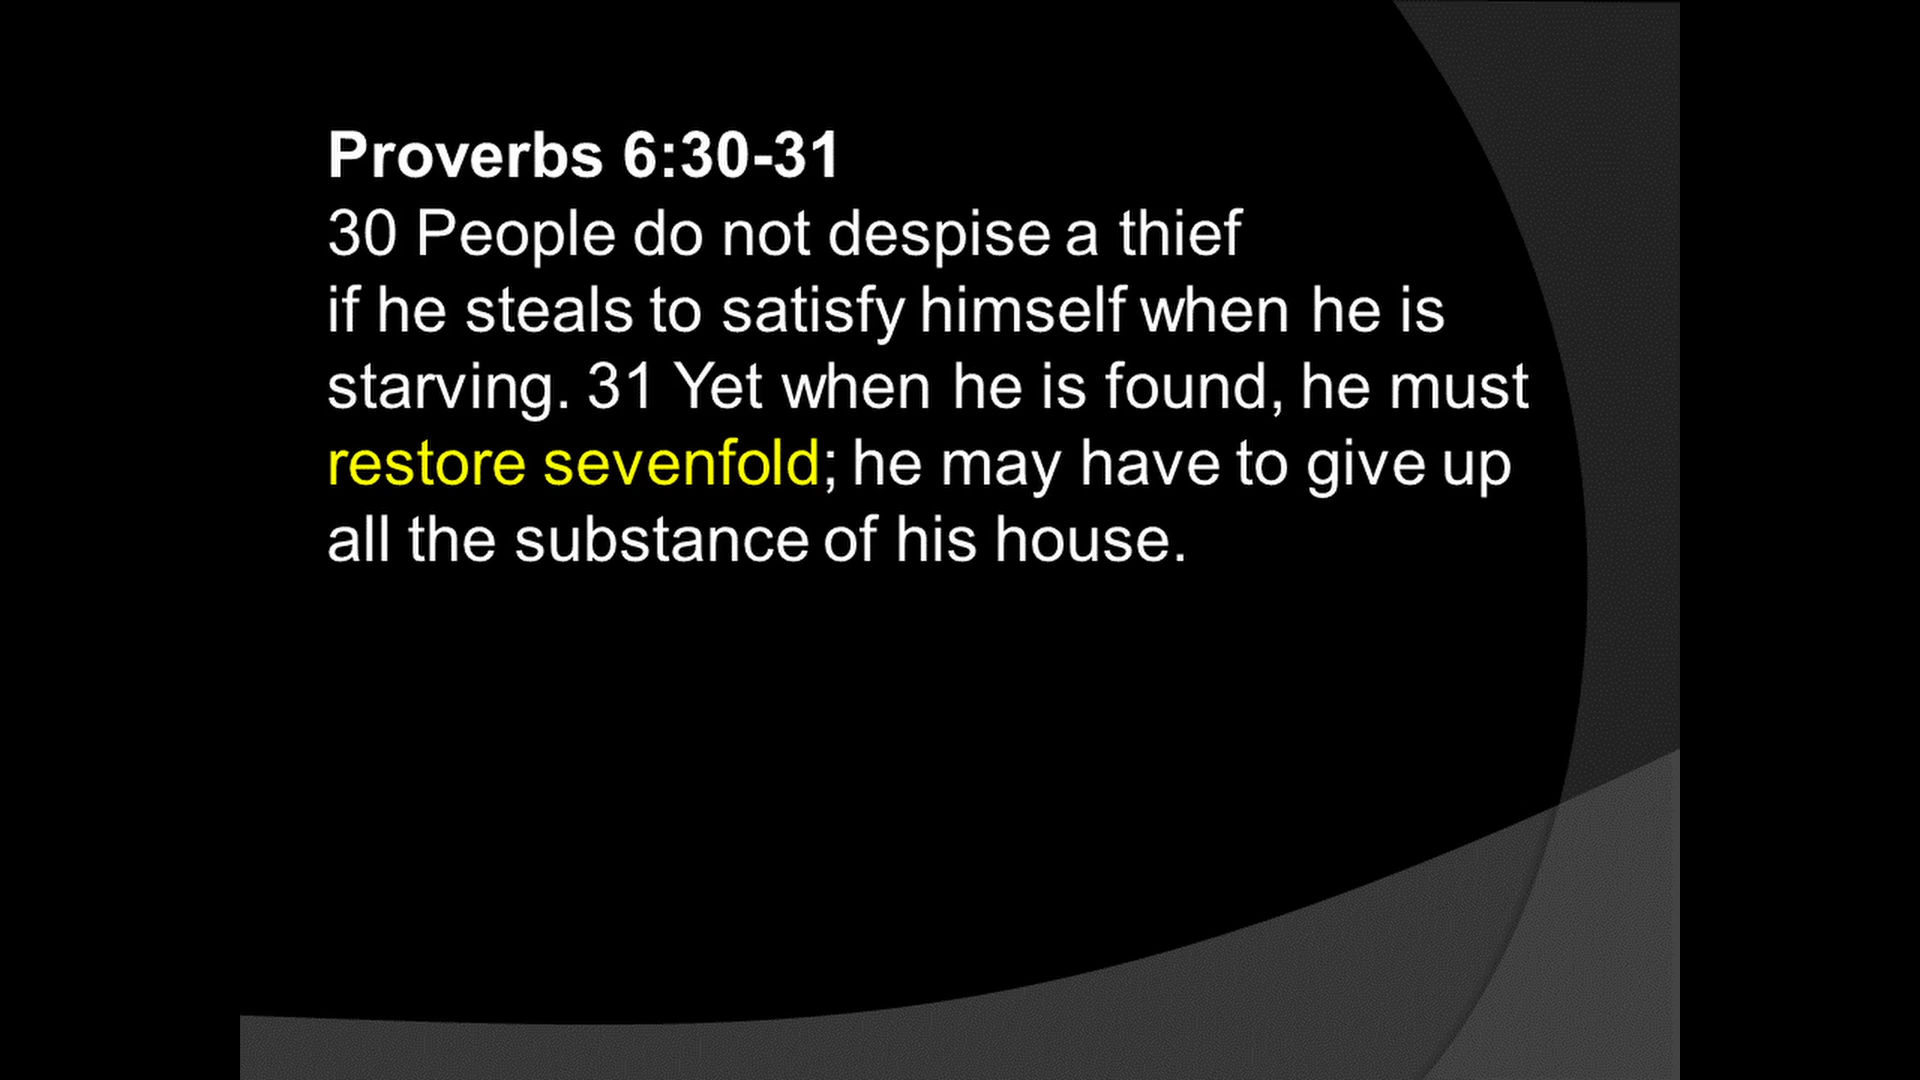 Proverbs 6:30-31
30 People do not despise a thief
if he steals to satisfy himself when he is
starving. 31 Yet when he is found, he must
restore sevenfold; he may have to give up
all the substance of his house.